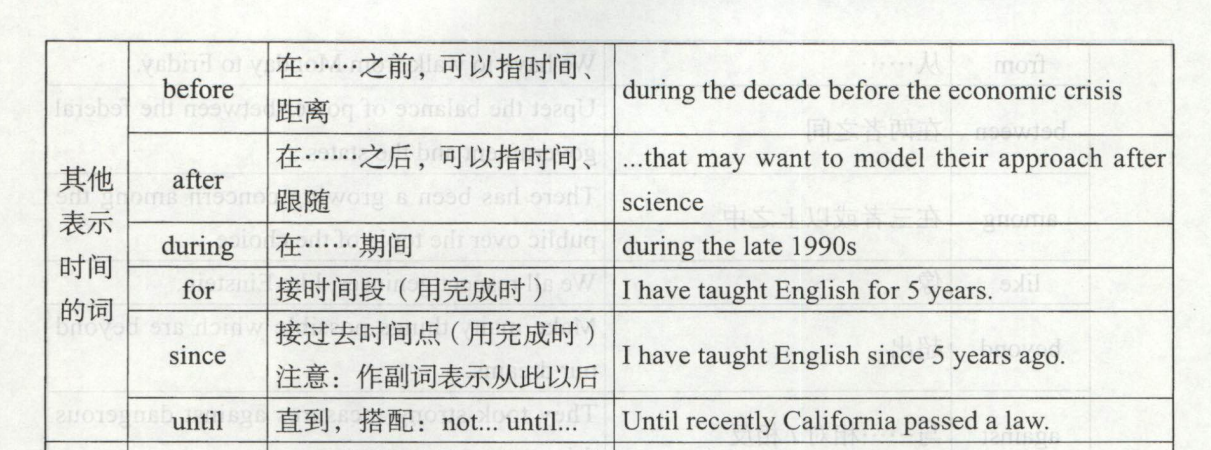 其他
表示
时间
的词
before
在……之前，可以指时间、
距离
during the decade before the economic crisis
after
在……之后，可以指时间、
跟随
...that may want to model their approach after
science
during
在……期间
during the late 1990s
for
接时间段（用完成时）
I have taught English for 5 years.
since
接过去时间点（用完成时）
注意：作副词表示从此以后
I have taught English since 5 years ago.
until
直到，搭配：not… until…
Until recently California passed a law.